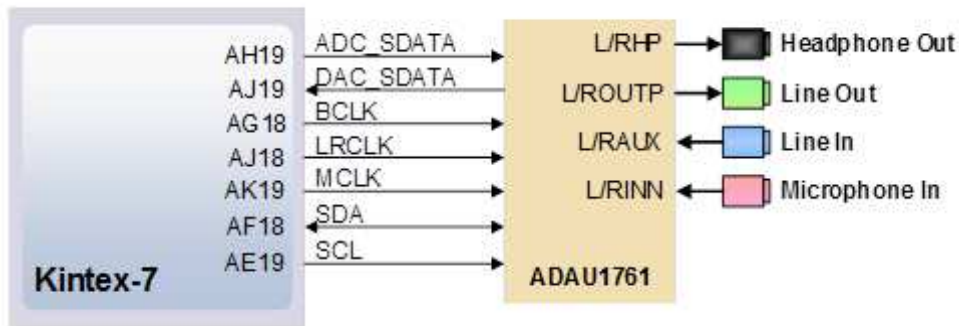 AH19 ADC_SDATA L/RHP Headphone Out
AJ19 DAC_SDATA L/ROUTP Line Out
AG18 BCLK L/RAUX Line In
AJ18 LRCLK
AK19 MCLK L/RINN Microphone In
AF18 SDA
AE19 SCL
Kintex-7 ADAU1761